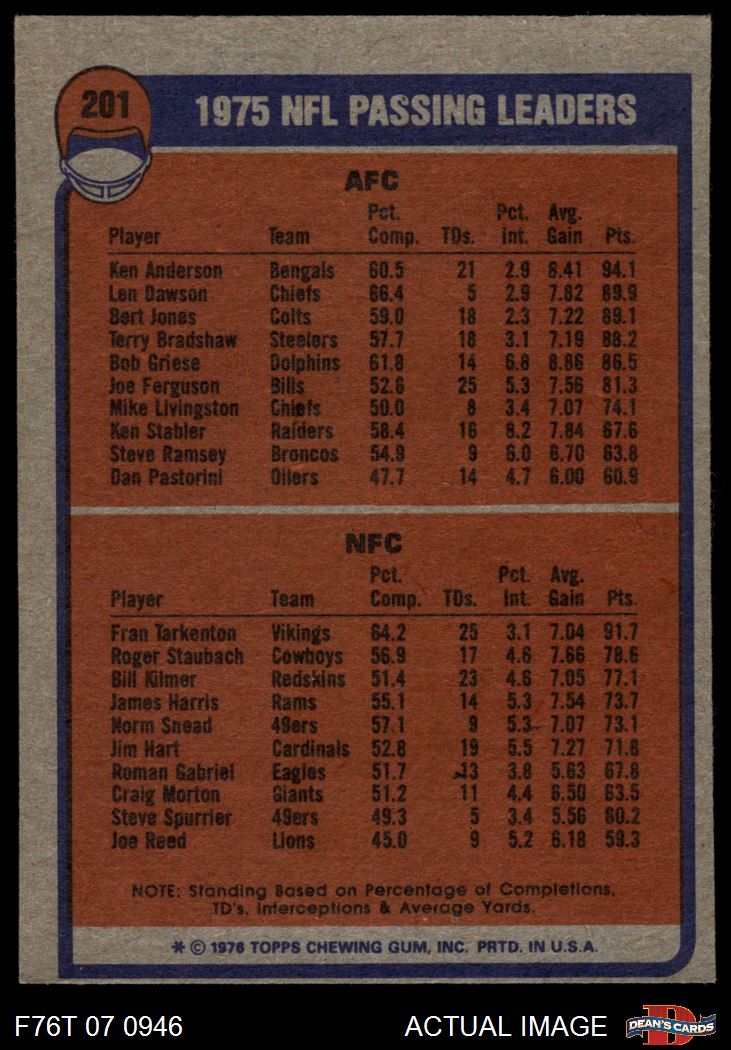 201
1975 NFL PASSING LEADERS
AFC
Pct. Pct. Avg.
Player Team Comp. TDs. Int. Gain Pts.
Ken Anderson Bengals 60.5 21 2.9 8.41 94.1
Len Dawson Chiefs 66.4 5 2.9 7.82 89.9
Bert Jones Colts 59.0 18 2.3 7.22 89.1
Terry Bradshaw Steelers 57.7 18 3.1 7.19 88.2
Bob Griese Dolphins 61.8 14 6.8 8.86 86.5
Joe Ferguson Bills 52.6 25 5.3 7.56 81.3
Mike Livingston Chiefs 50.0 8 3.4 7.07 74.1
Ken Stabler Raiders 58.4 16 8.2 7.84 67.6
Steve Ramsey Broncos 54.9 9 6.0 6.70 63.8
Dan Pastorini Oilers 47.7 14 4.7 6.00 60.9
NFC
Pct. Pct. Avg.
Player Team Comp. TDs. Int. Gain Pts.
Fran Tarkenton Vikings 64.2 25 3.1 7.04 91.7
Roger Staubach Cowboys 56.9 17 4.6 7.66 78.6
Bill Kilmer Redskins 51.4 23 4.6 7.05 77.1
James Harris Rams 55.1 14 5.3 7.54 73.7
Norm Snead 49ers 57.1 9 5.3 7.07 73.1
Jim Hart Cardinals 52.8 19 5.5 7.27 71.8
Roman Gabriel Eagles 51.7 13 3.8 5.63 67.8
Craig Morton Giants 51.2 11 4.4 6.50 63.5
Steve Spurrier 49ers 49.3 5 3.4 5.56 60.2
Joe Reed Lions 45.0 9 5.2 6.18 59.3
NOTE: Standing Based on Percentage of Completions,
TD's, Interceptions & Average Yards.
* © 1976 TOPPS CHEWING GUM, INC. PRTD. IN U.S.A.
F76T 07 0946 ACTUAL IMAGE D DEAN'S CARDS